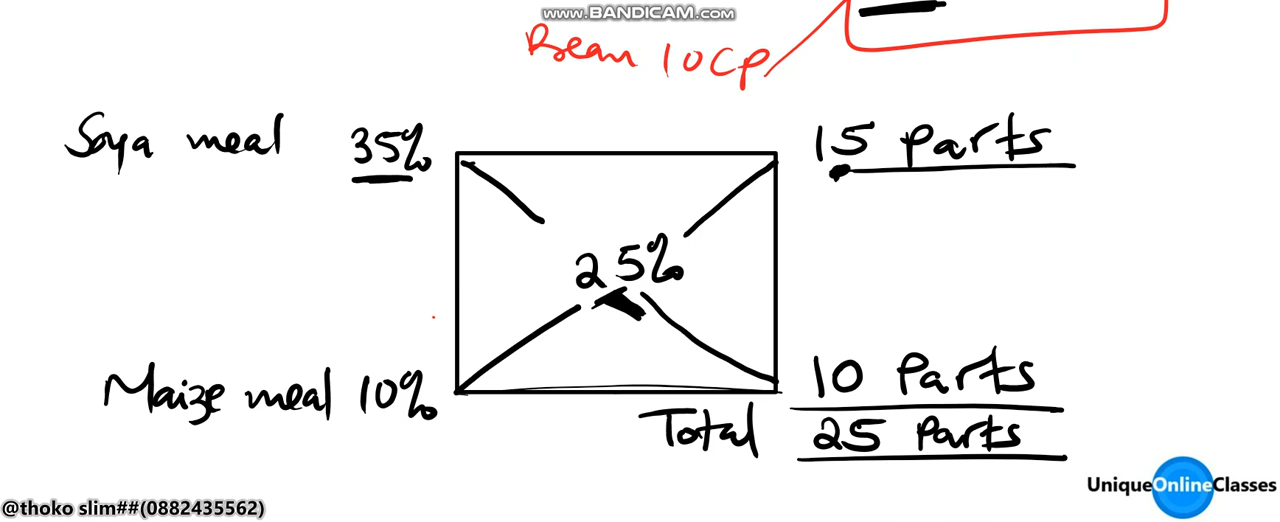 www.BANDICAM.com
Bean 10CP
Soya meal 35%
15 parts
25%
Maize meal 10%
10 Parts
Total 25 Parts
UniqueOnlineClasses
@thoko slim##(0882435562)